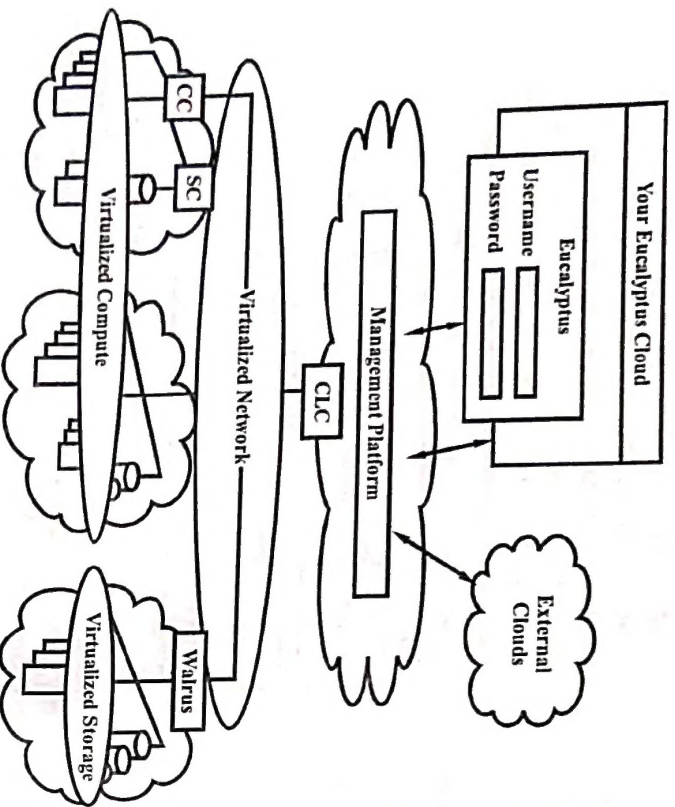 Your Eucalyptus Cloud
Eucalyptus
Username
Password
External
Clouds
Management Platform
CLC
Virtualized Network
CC
SC
Walrus
Virtualized Compute
Virtualized Storage